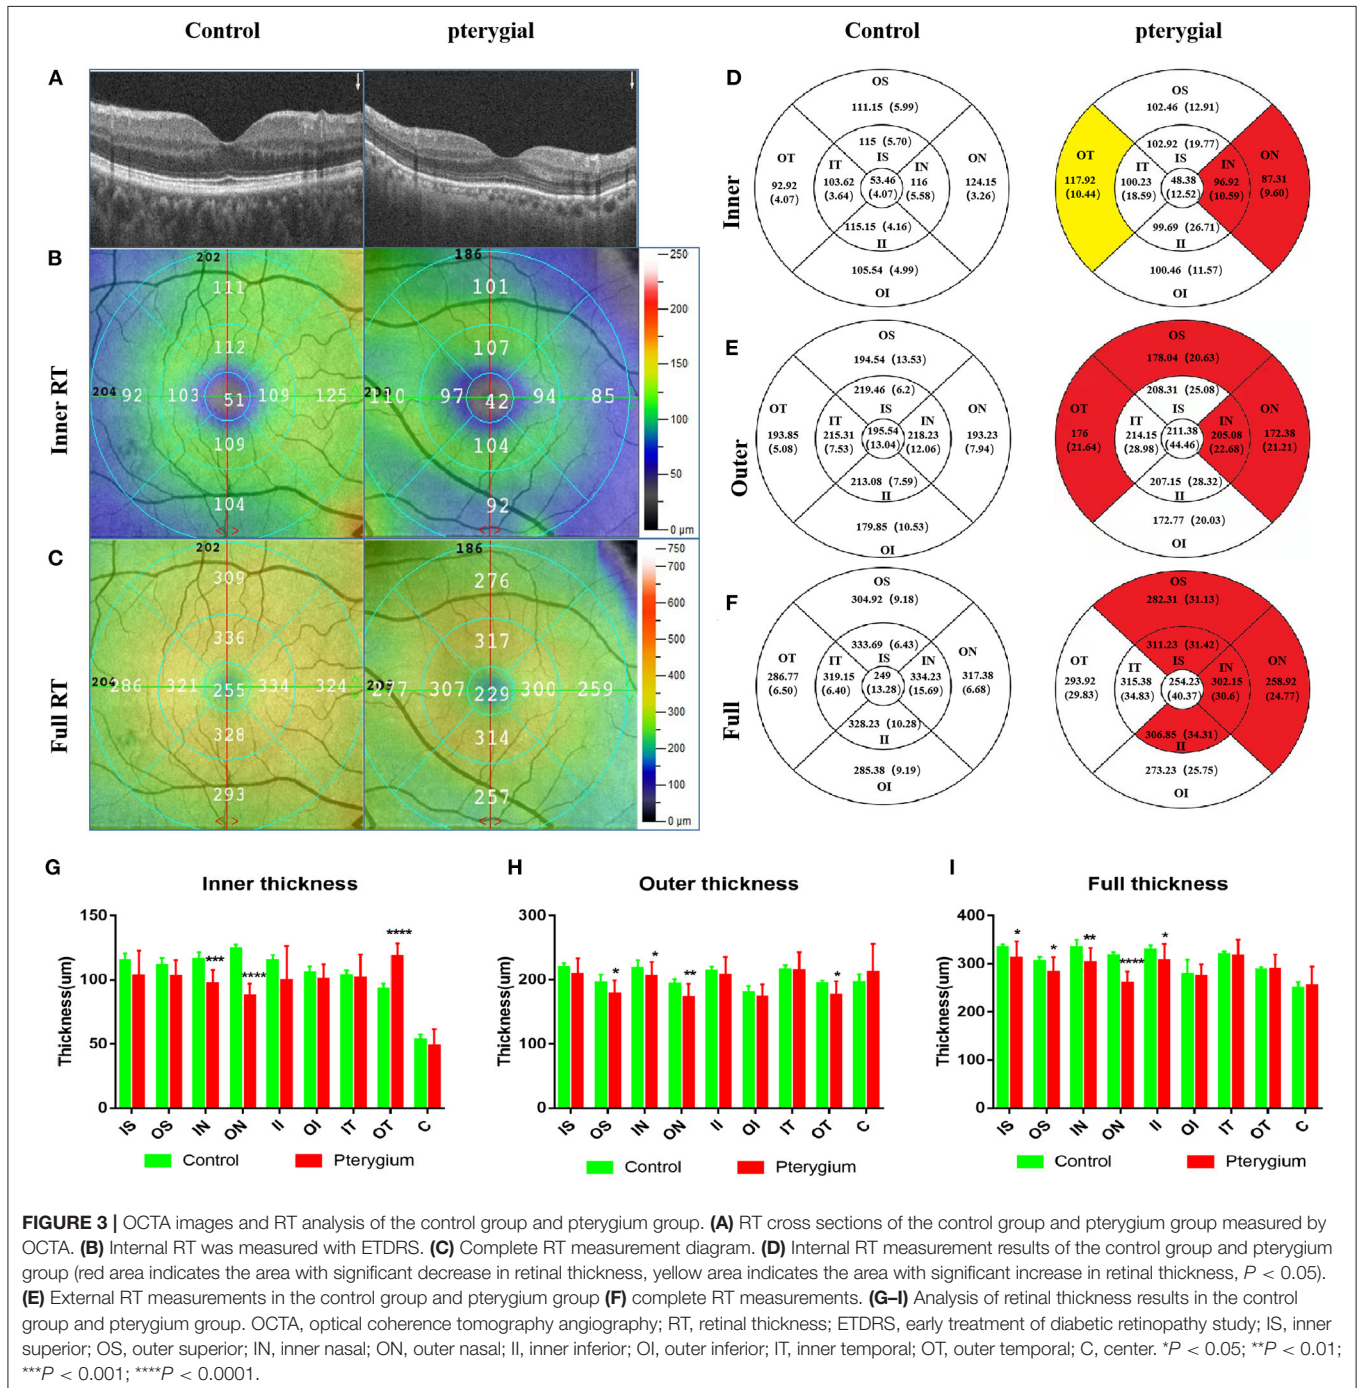 Control
pterygial
Control
pterygial
A
B
C
Inner RT
Full RT
202
111
112
204
92
103
51
109
125
109
104
186
101
107
110
97
42
94
85
104
92
250
200
150
100
50
0 µm
202
309
336
204
286
321
255
334
324
328
293
186
276
317
277
307
229
300
259
314
257
750
700
600
500
400
300
200
100
0 µm
D
Inner
OS
111.15 (5.99)
115 (5.70)
IS
OT
92.92
(4.07)
IT
103.62
(3.64)
53.46
(4.07)
IN
116
(5.58)
ON
124.15
(3.26)
115.15 (4.16)
II
105.54 (4.99)
OI
OS
102.46 (12.91)
102.92 (19.77)
IS
OT
117.92
(10.44)
IT
100.23
(18.59)
48.38
(12.52)
IN
96.92
(10.59)
ON
87.31
(9.60)
99.69 (26.71)
II
100.46 (11.57)
OI
E
Outer
OS
194.54 (13.53)
219.46 (6.2)
IS
OT
193.85
(5.08)
IT
215.31
(7.53)
195.54
(13.04)
IN
218.23
(12.06)
ON
193.23
(7.94)
213.08 (7.59)
II
179.85 (10.53)
OI
OS
178.04 (20.63)
208.31 (25.08)
IS
OT
176
(21.64)
IT
214.15
(28.98)
211.38
(44.46)
IN
205.08
(22.68)
ON
172.38
(21.21)
207.15 (28.32)
II
172.77 (20.03)
OI
F
Full
OS
304.92 (9.18)
333.69 (6.43)
IS
OT
286.77
(6.50)
IT
319.15
(6.40)
249
(13.28)
IN
334.23
(15.69)
ON
317.38
(6.68)
328.23 (10.28)
II
285.38 (9.19)
OI
OS
282.31 (31.13)
311.23 (31.42)
IS
OT
293.92
(29.83)
IT
315.38
(34.83)
254.23
(40.37)
IN
302.15
(30.6)
ON
258.92
(24.77)
306.85 (34.31)
II
273.23 (25.75)
OI
G
Inner thickness
Thickness(um)
150
100
50
0
*** **** ****
IS OS IN ON II OI IT OT C
Control Pterygium
H
Outer thickness
Thickness(um)
300
200
100
0
* * ** *
IS OS IN ON II OI IT OT C
Control Pterygium
I
Full thickness
Thickness(um)
400
300
200
100
0
* * ** **** *
IS OS IN ON II OI IT OT C
Control Pterygium
FIGURE 3 | OCTA images and RT analysis of the control group and pterygium group. (A) RT cross sections of the control group and pterygium group measured by
OCTA. (B) Internal RT was measured with ETDRS. (C) Complete RT measurement diagram. (D) Internal RT measurement results of the control group and pterygium
group (red area indicates the area with significant decrease in retinal thickness, yellow area indicates the area with significant increase in retinal thickness, P < 0.05).
(E) External RT measurements in the control group and pterygium group (F) complete RT measurements. (G–I) Analysis of retinal thickness results in the control
group and pterygium group. OCTA, optical coherence tomography angiography; RT, retinal thickness; ETDRS, early treatment of diabetic retinopathy study; IS, inner
superior; OS, outer superior; IN, inner nasal; ON, outer nasal; II, inner inferior; OI, outer inferior; IT, inner temporal; OT, outer temporal; C, center. *P < 0.05; **P < 0.01;
***P < 0.001; ****P < 0.0001.